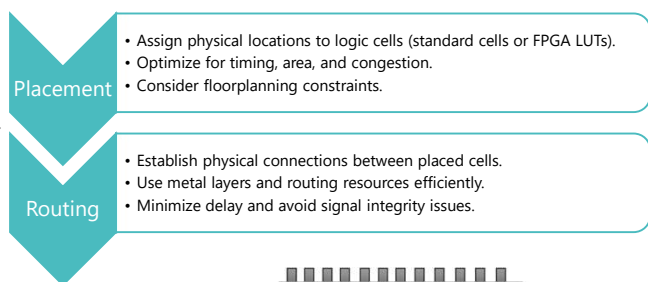 Placement
• Assign physical locations to logic cells (standard cells or FPGA LUTs).
• Optimize for timing, area, and congestion.
• Consider floorplanning constraints.
Routing
• Establish physical connections between placed cells.
• Use metal layers and routing resources efficiently.
• Minimize delay and avoid signal integrity issues.